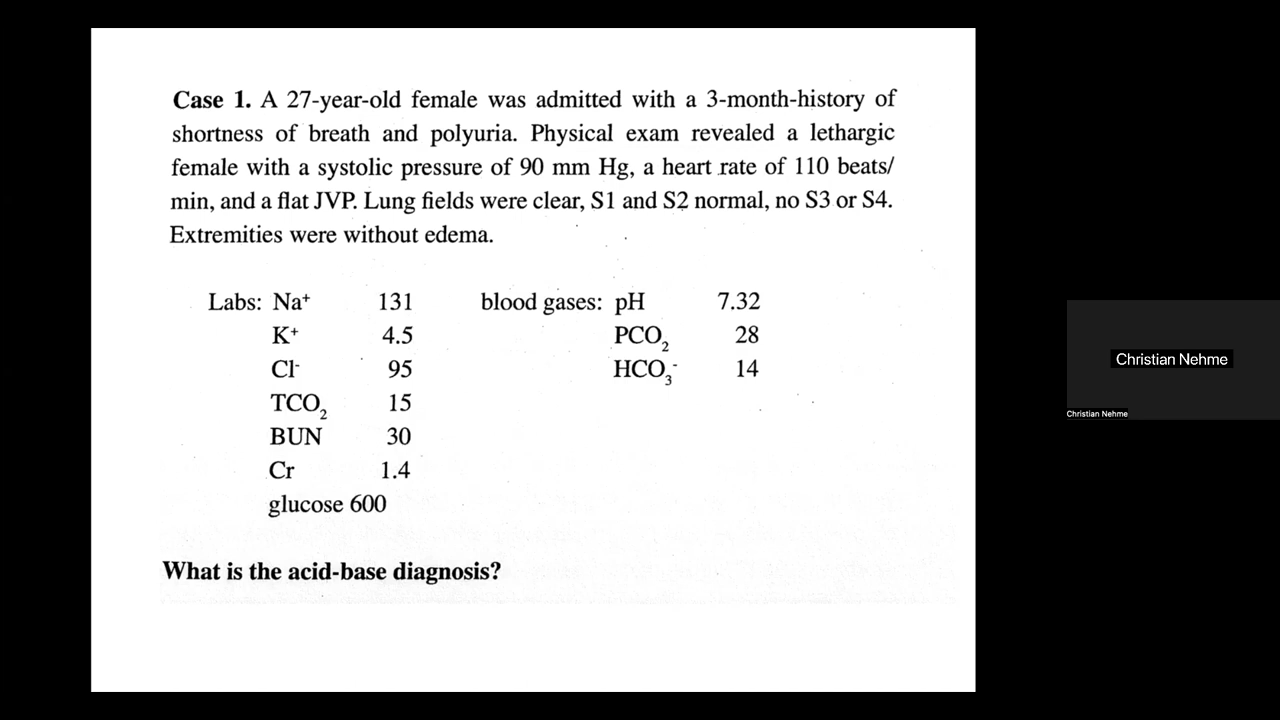 Case 1. A 27-year-old female was admitted with a 3-month-history of
shortness of breath and polyuria. Physical exam revealed a lethargic
female with a systolic pressure of 90 mm Hg, a heart rate of 110 beats/
min, and a flat JVP. Lung fields were clear, S1 and S2 normal, no S3 or S4.
Extremities were without edema.
Labs: Na⁺ 131 blood gases: pH 7.32
K⁺ 4.5 PCO₂ 28
Cl⁻ 95 HCO₃⁻ 14
TCO₂ 15
BUN 30
Cr 1.4
glucose 600
What is the acid-base diagnosis?
Christian Nehme
Christian Nehme